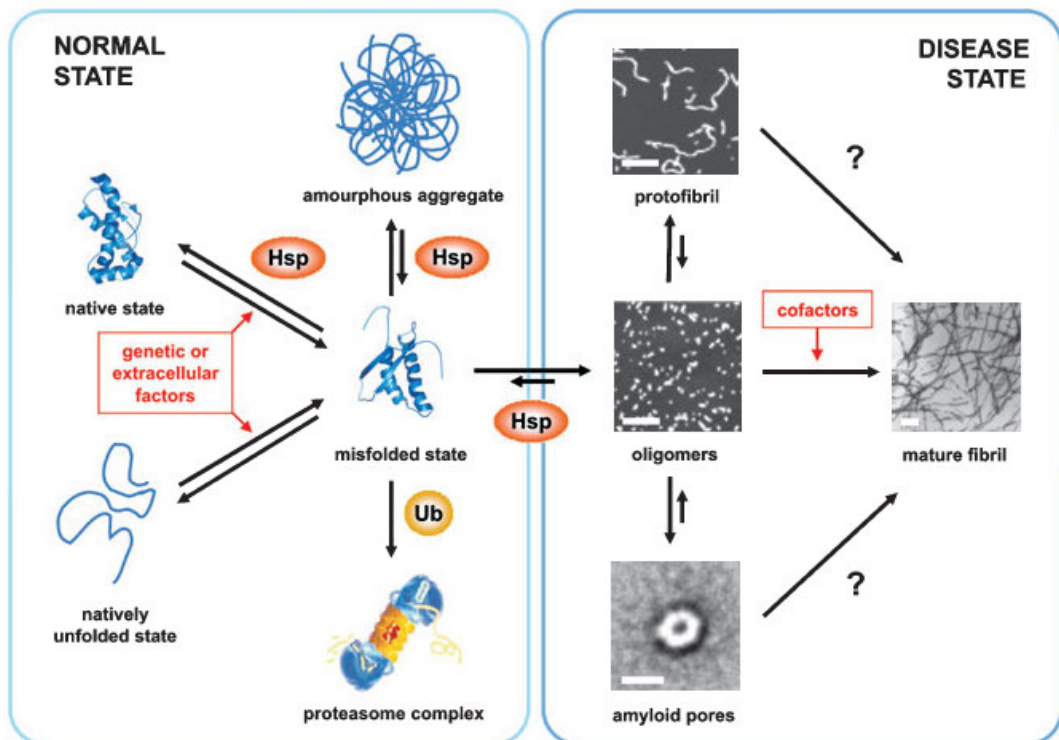 NORMAL
STATE
amourphous aggregate
Hsp
Hsp
native state
genetic or
extracellular
factors
misfolded state
Hsp
Ub
natively
unfolded state
proteasome complex
DISEASE
STATE
protofibril
?
cofactors
oligomers
mature fibril
?
amyloid pores